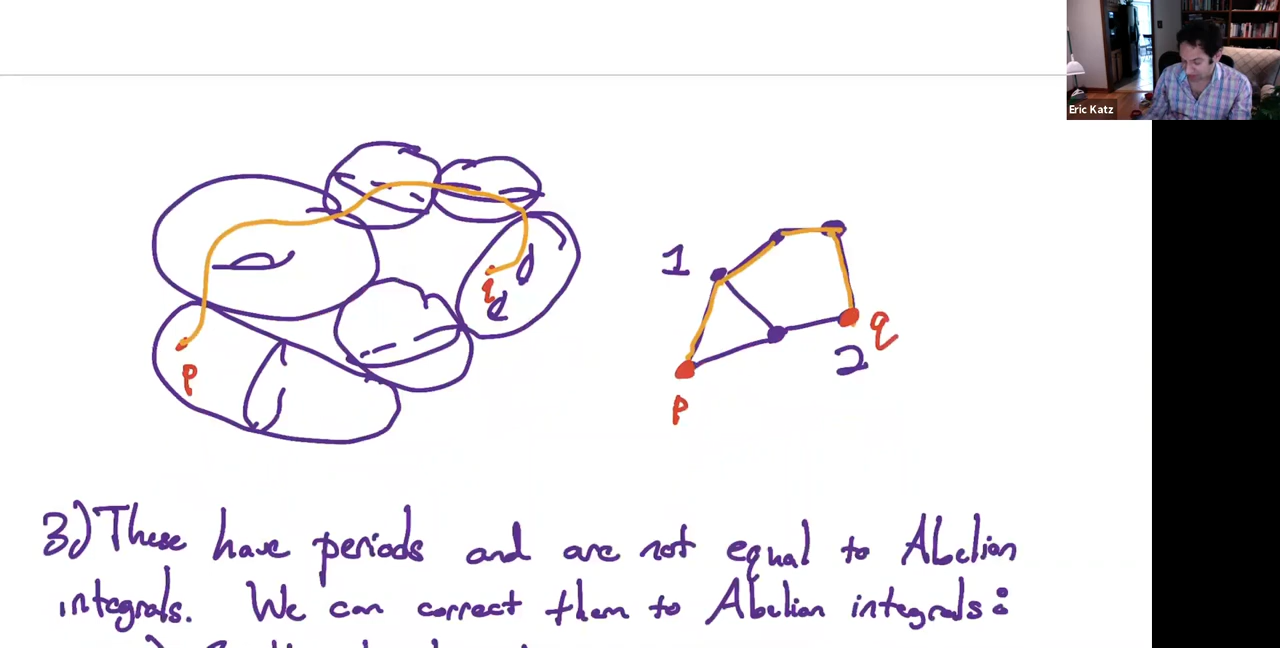 Eric Katz
1
q
p
2
q
p
3) These have periods and are not equal to Abelian
integrals. We can correct them to Abelian integrals: